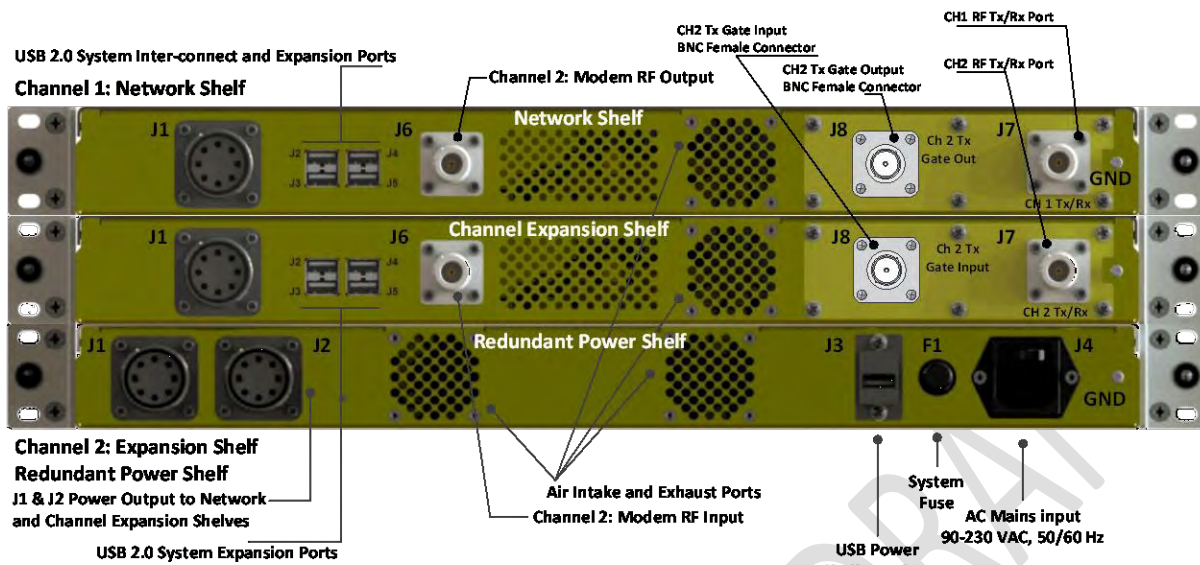 CH1 RF Tx/Rx Port
CH2 Tx Gate Input
BNC Female Connector
USB 2.0 System Inter-connect and Expansion Ports
CH2 Tx Gate Output
BNC Female Connector
CH2 RF Tx/Rx Port
Channel 2: Modem RF Output
Channel 1: Network Shelf
Network Shelf
J1
J6
J8
J7
J2
J4
J3
J5
Ch 2 Tx
Gate Out
GND
CH 1 Tx/Rx
Channel Expansion Shelf
J1
J6
J8
J7
J2
J4
J3
J5
Ch 2 Tx
Gate Input
CH 2 Tx/Rx
Redundant Power Shelf
J1
J2
J3
F1
J4
GND
Channel 2: Expansion Shelf
Redundant Power Shelf
J1 & J2 Power Output to Network
and Channel Expansion Shelves
Air Intake and Exhaust Ports
Channel 2: Modem RF Input
System
Fuse
AC Mains input
90-230 VAC, 50/60 Hz
USB 2.0 System Expansion Ports
USB Power